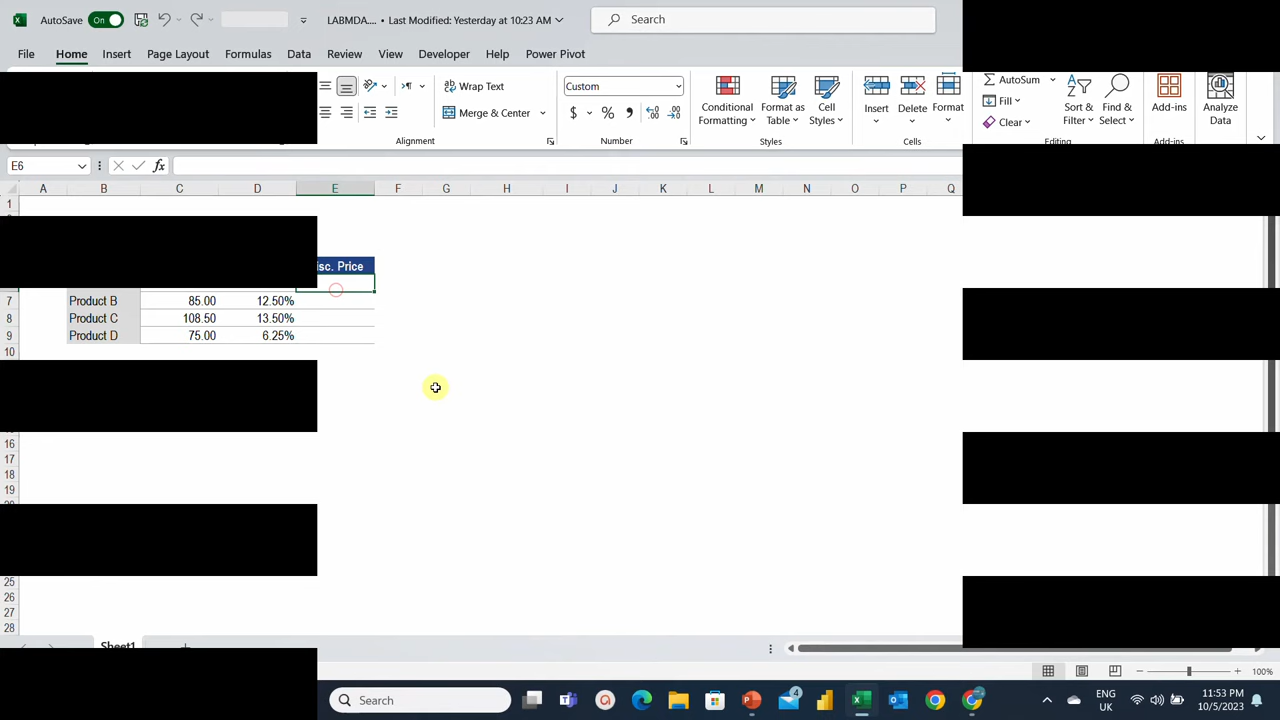 AutoSave On LABMDA.... • Last Modified: Yesterday at 10:23 AM Search
File Home Insert Page Layout Formulas Data Review View Developer Help Power Pivot
Wrap Text Custom Conditional Formatting Format as Table Cell Styles Insert Delete Format AutoSum Fill Clear Sort & Filter Find & Select Add-ins Analyze Data
Merge & Center $ % ,
Alignment Number Styles Cells Editing Add-ins
E6 fx
A B C D E F G H I J K L M N O P Q
1
isc. Price
7 Product B 85.00 12.50%
8 Product C 108.50 13.50%
9 Product D 75.00 6.25%
10
16
17
18
19
25
26
27
28
Sheet1
100%
Search 4 ENG UK 11:53 PM 10/5/2023